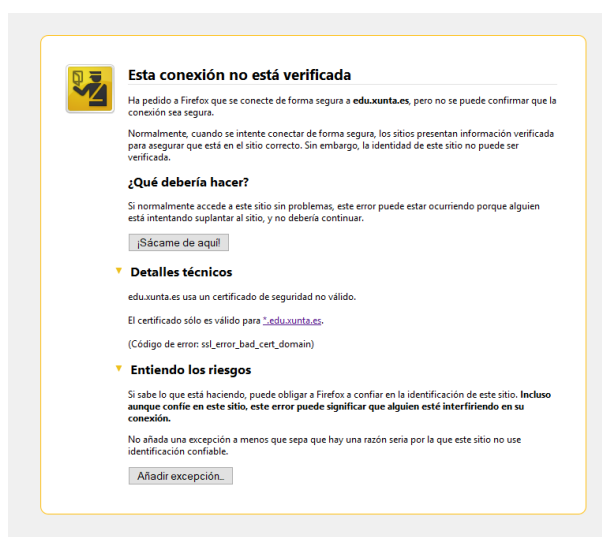 Esta conexión no está verificada
Ha pedido a Firefox que se conecte de forma segura a edu.xunta.es, pero no se puede confirmar que la
conexión sea segura.
Normalmente, cuando se intente conectar de forma segura, los sitios presentan información verificada
para asegurar que está en el sitio correcto. Sin embargo, la identidad de este sitio no puede ser
verificada.
¿Qué debería hacer?
Si normalmente accede a este sitio sin problemas, este error puede estar ocurriendo porque alguien
está intentando suplantar al sitio, y no debería continuar.
¡Sácame de aquí!
Detalles técnicos
edu.xunta.es usa un certificado de seguridad no válido.
El certificado sólo es válido para *.edu.xunta.es.
(Código de error: ssl_error_bad_cert_domain)
Entiendo los riesgos
Si sabe lo que está haciendo, puede obligar a Firefox a confiar en la identificación de este sitio. Incluso
aunque confíe en este sitio, este error puede significar que alguien esté interfiriendo en su
conexión.
No añada una excepción a menos que sepa que hay una razón seria por la que este sitio no use
identificación confiable.
Añadir excepción...